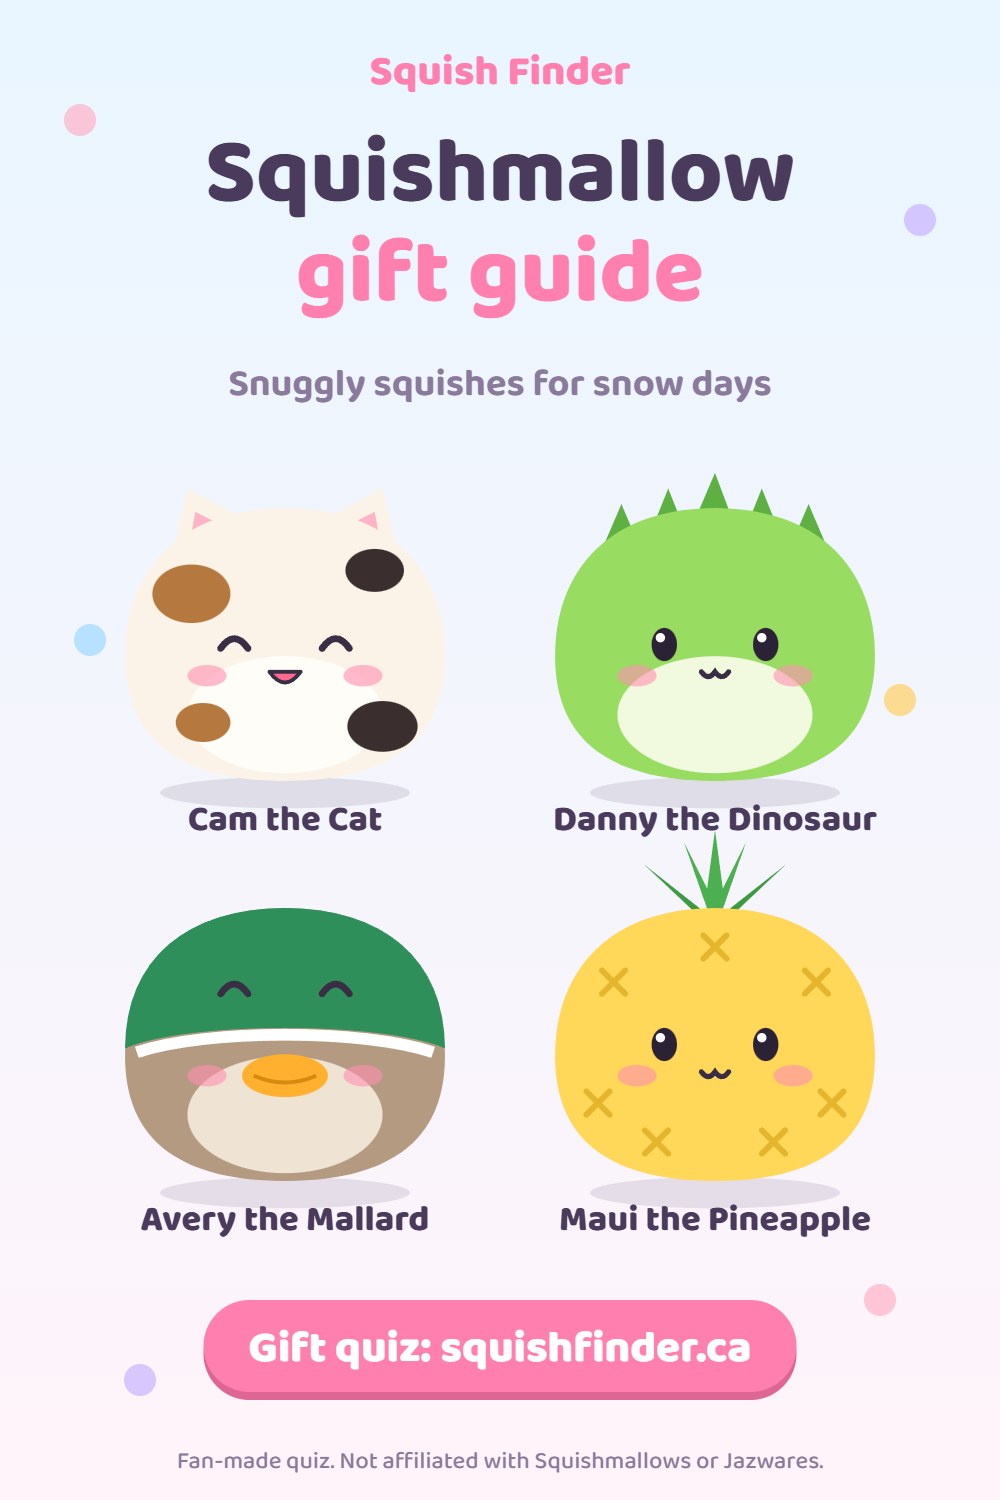 Squish Finder
Squishmallow
gift guide
Snuggly squishes for snow days
Cam the Cat
Danny the Dinosaur
Avery the Mallard
Maui the Pineapple
Gift quiz: squishfinder.ca
Fan-made quiz. Not affiliated with Squishmallows or Jazwares.